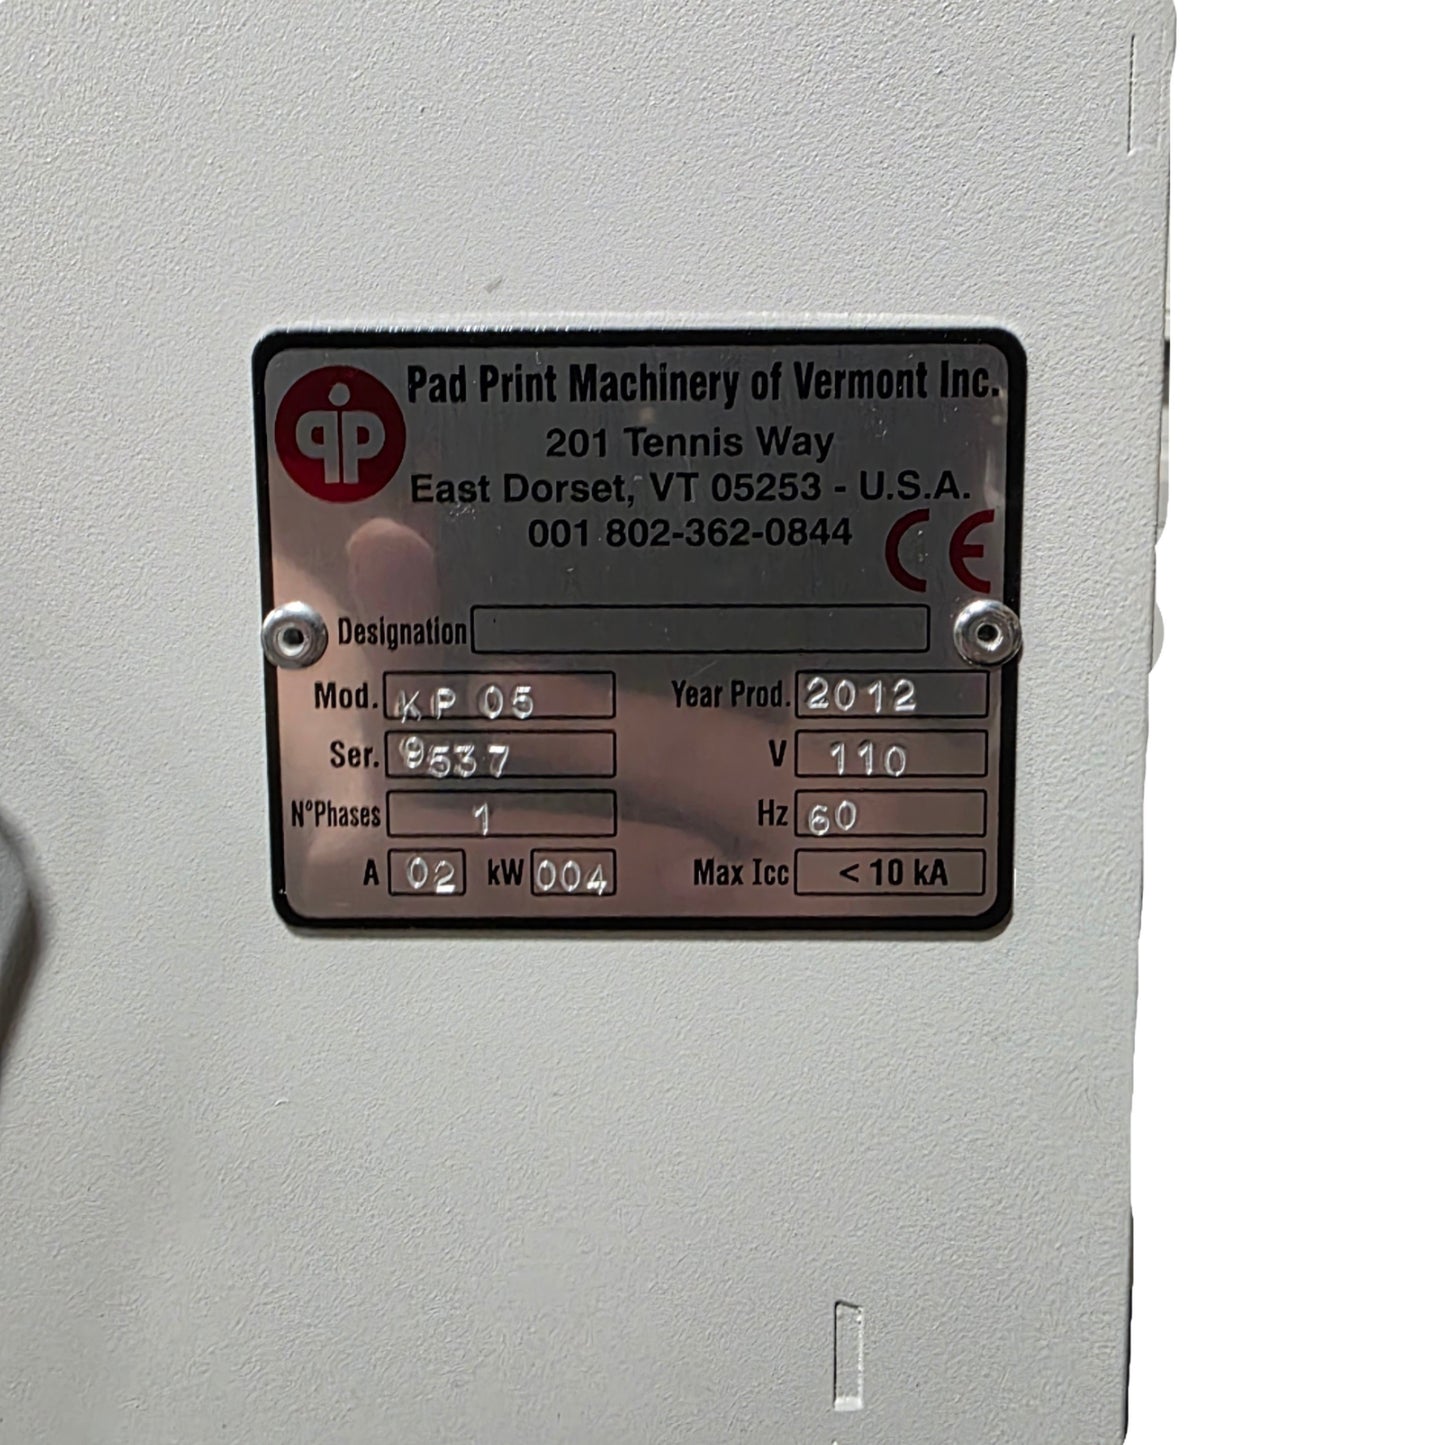 PIP
Pad Print Machinery of Vermont Inc.
201 Tennis Way
East Dorset, VT 05253 - U.S.A.
001 802-362-0844
CE
Designation
Mod. KP 05 Year Prod. 2012
Ser. 9537 V 110
N°Phases 1 Hz 60
A 02 kW 004 Max Icc < 10 kA